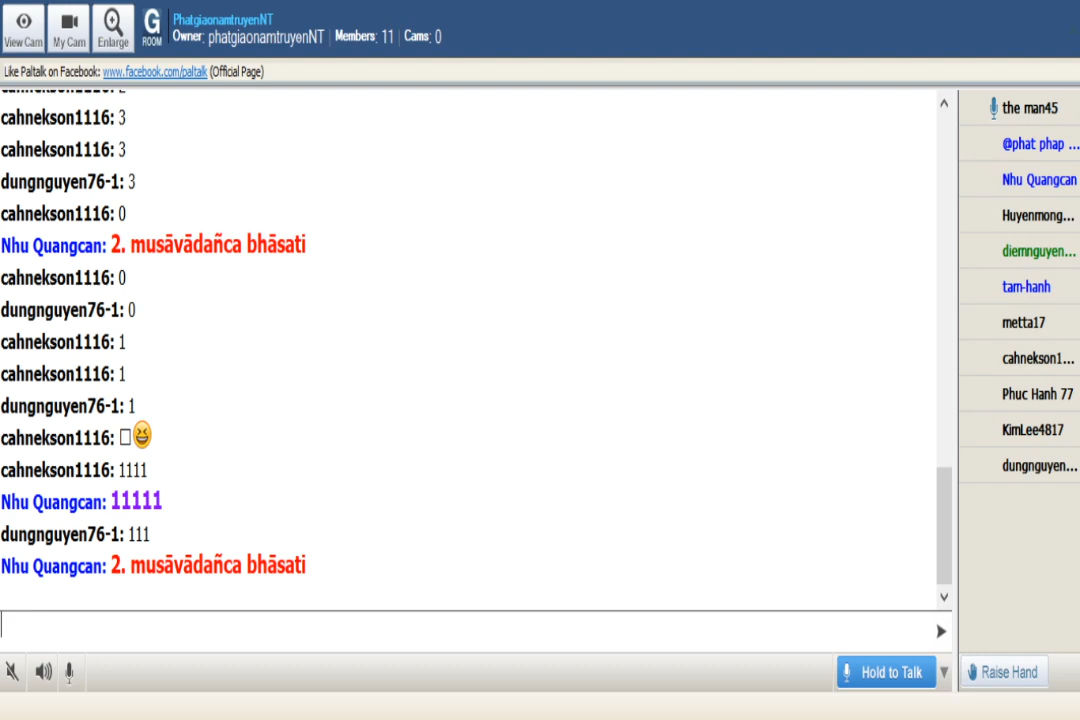 PhatgiaonamtruyenNT
View Cam My Cam Enlarge G ROOM Owner: phatgiaonamtruyenNT Members: 11 Cams: 0
Like Paltalk on Facebook: www.facebook.com/paltalk (Official Page)
cahnekson1116: 3
cahnekson1116: 3
dungnguyen76-1: 3
cahnekson1116: 0
Nhu Quangcan: 2. musāvādañca bhāsati
cahnekson1116: 0
dungnguyen76-1: 0
cahnekson1116: 1
cahnekson1116: 1
dungnguyen76-1: 1
cahnekson1116:
cahnekson1116: 1111
Nhu Quangcan: 11111
dungnguyen76-1: 111
Nhu Quangcan: 2. musāvādañca bhāsati
the man45
@phat phap ...
Nhu Quangcan
Huyenmong...
diemnguyen...
tam-hanh
metta17
cahnekson1...
Phuc Hanh 77
KimLee4817
dungnguyen...
Hold to Talk
Raise Hand